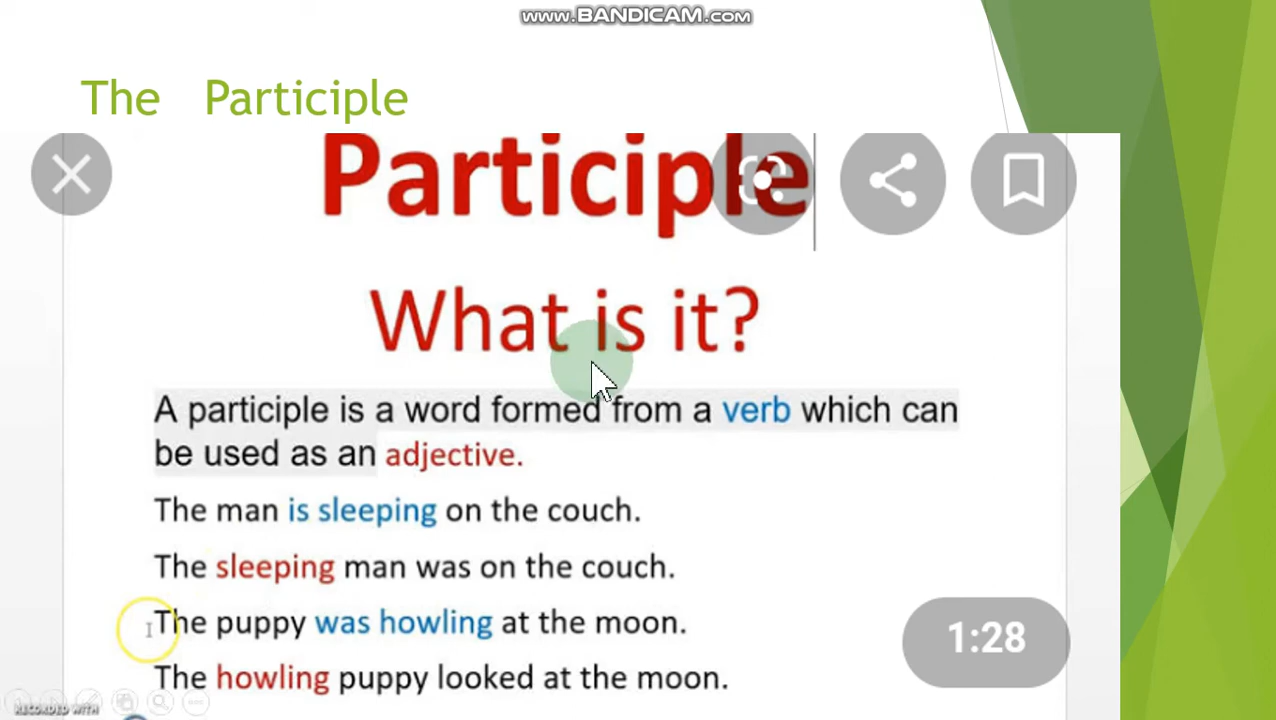 www.BANDICAM.com
The Participle
Participle
What is it?
A participle is a word formed from a verb which can
be used as an adjective.
The man is sleeping on the couch.
The sleeping man was on the couch.
The puppy was howling at the moon.
1:28
The howling puppy looked at the moon.
RECORDED WITH